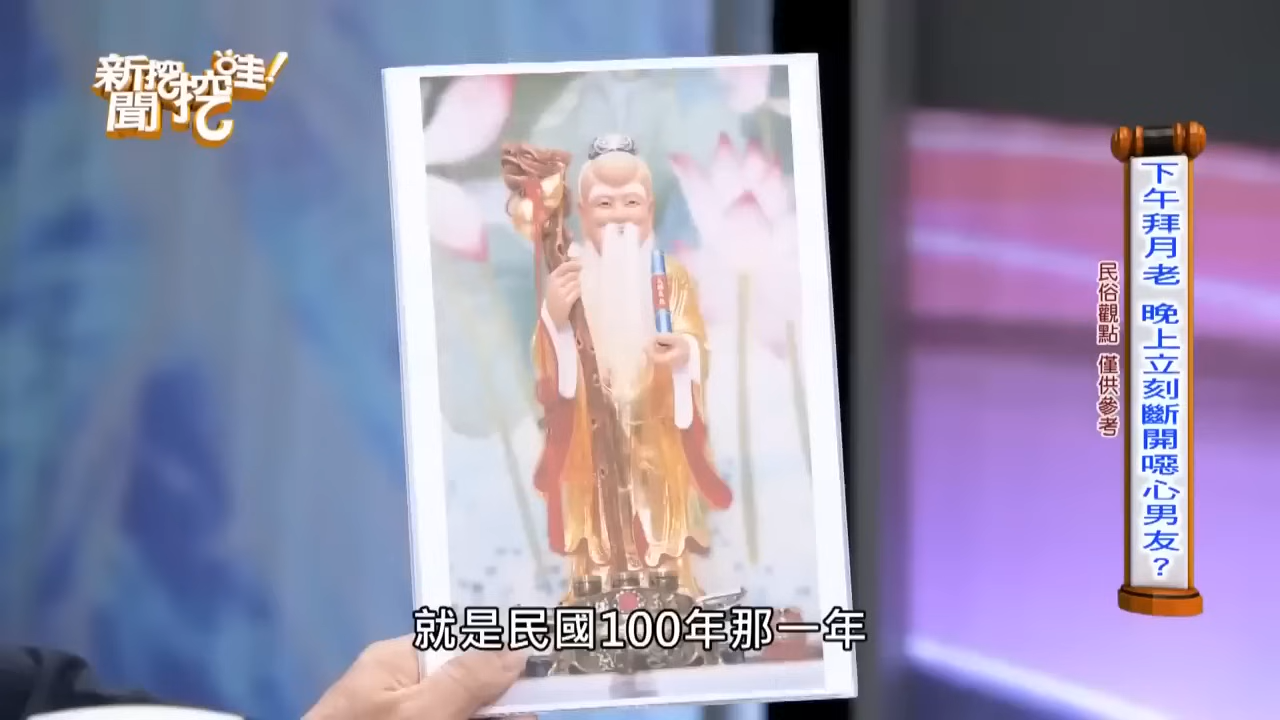 新聞挖挖哇!
下午拜月老 晚上立刻斷開噁心男友?
民俗觀點 僅供參考
就是民國100年那一年